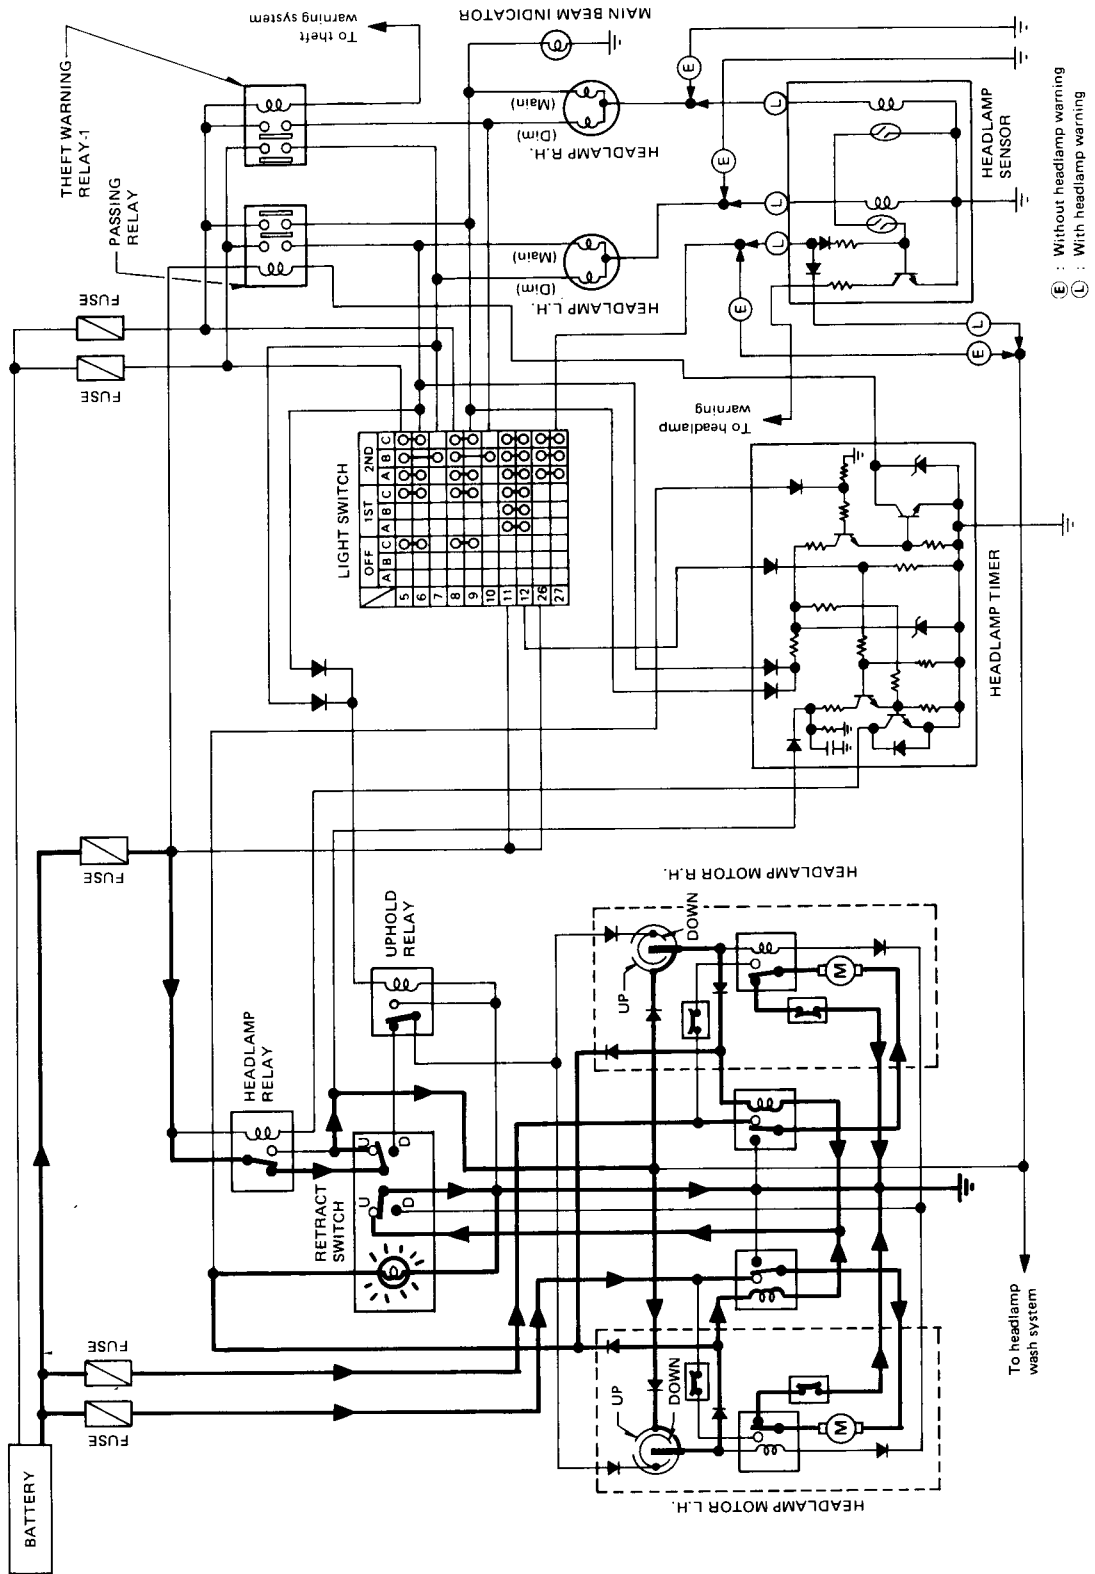 BATTERY
FUSE
FUSE
FUSE
FUSE
FUSE
THEFT WARNING
RELAY-1
PASSING
RELAY
To theft
warning system
MAIN BEAM INDICATOR
HEADLAMP
RELAY
UPHOLD
RELAY
RETRACT
SWITCH
U
D
U
D
LIGHT SWITCH
OFF 1ST 2ND
A B C A B C A B C
5
6
7
8
9
10
11
12
26
27
(Dim)
(Main)
HEADLAMP L.H.
(Dim)
(Main)
HEADLAMP R.H.
E
E
L
L
L
E
E
L
HEADLAMP
SENSOR
To headlamp
warning
HEADLAMP TIMER
HEADLAMP MOTOR L.H.
UP
DOWN
M
HEADLAMP MOTOR R.H.
UP
DOWN
M
To headlamp
wash system
E : Without headlamp warning
L : With headlamp warning